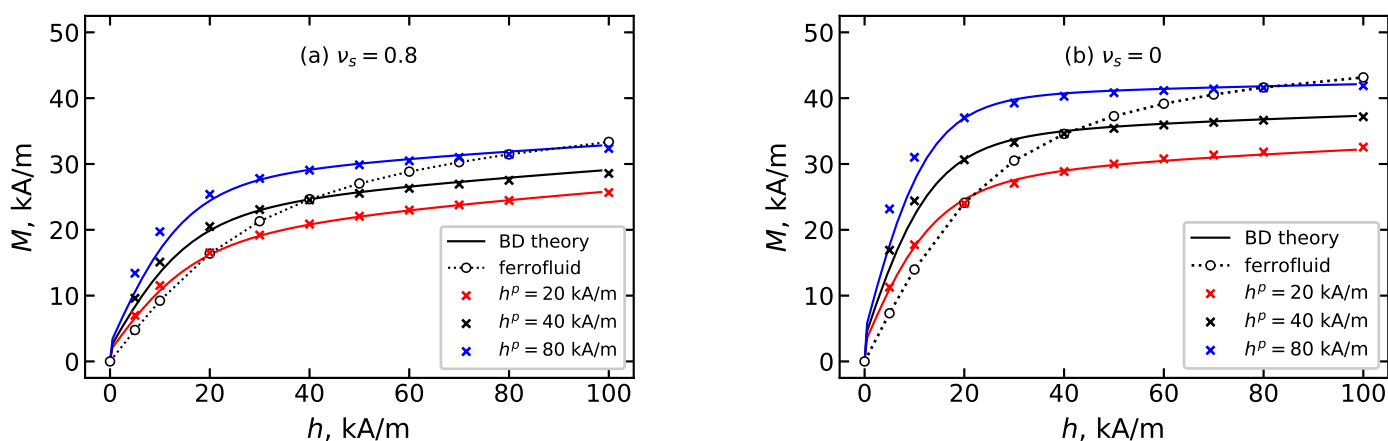 (a) νs = 0.8
M, kA/m
50
40
30
20
10
0
0 20 40 60 80 100
h, kA/m
BD theory
ferrofluid
h^p = 20 kA/m
h^p = 40 kA/m
h^p = 80 kA/m
(b) νs = 0
M, kA/m
50
40
30
20
10
0
0 20 40 60 80 100
h, kA/m
BD theory
ferrofluid
h^p = 20 kA/m
h^p = 40 kA/m
h^p = 80 kA/m